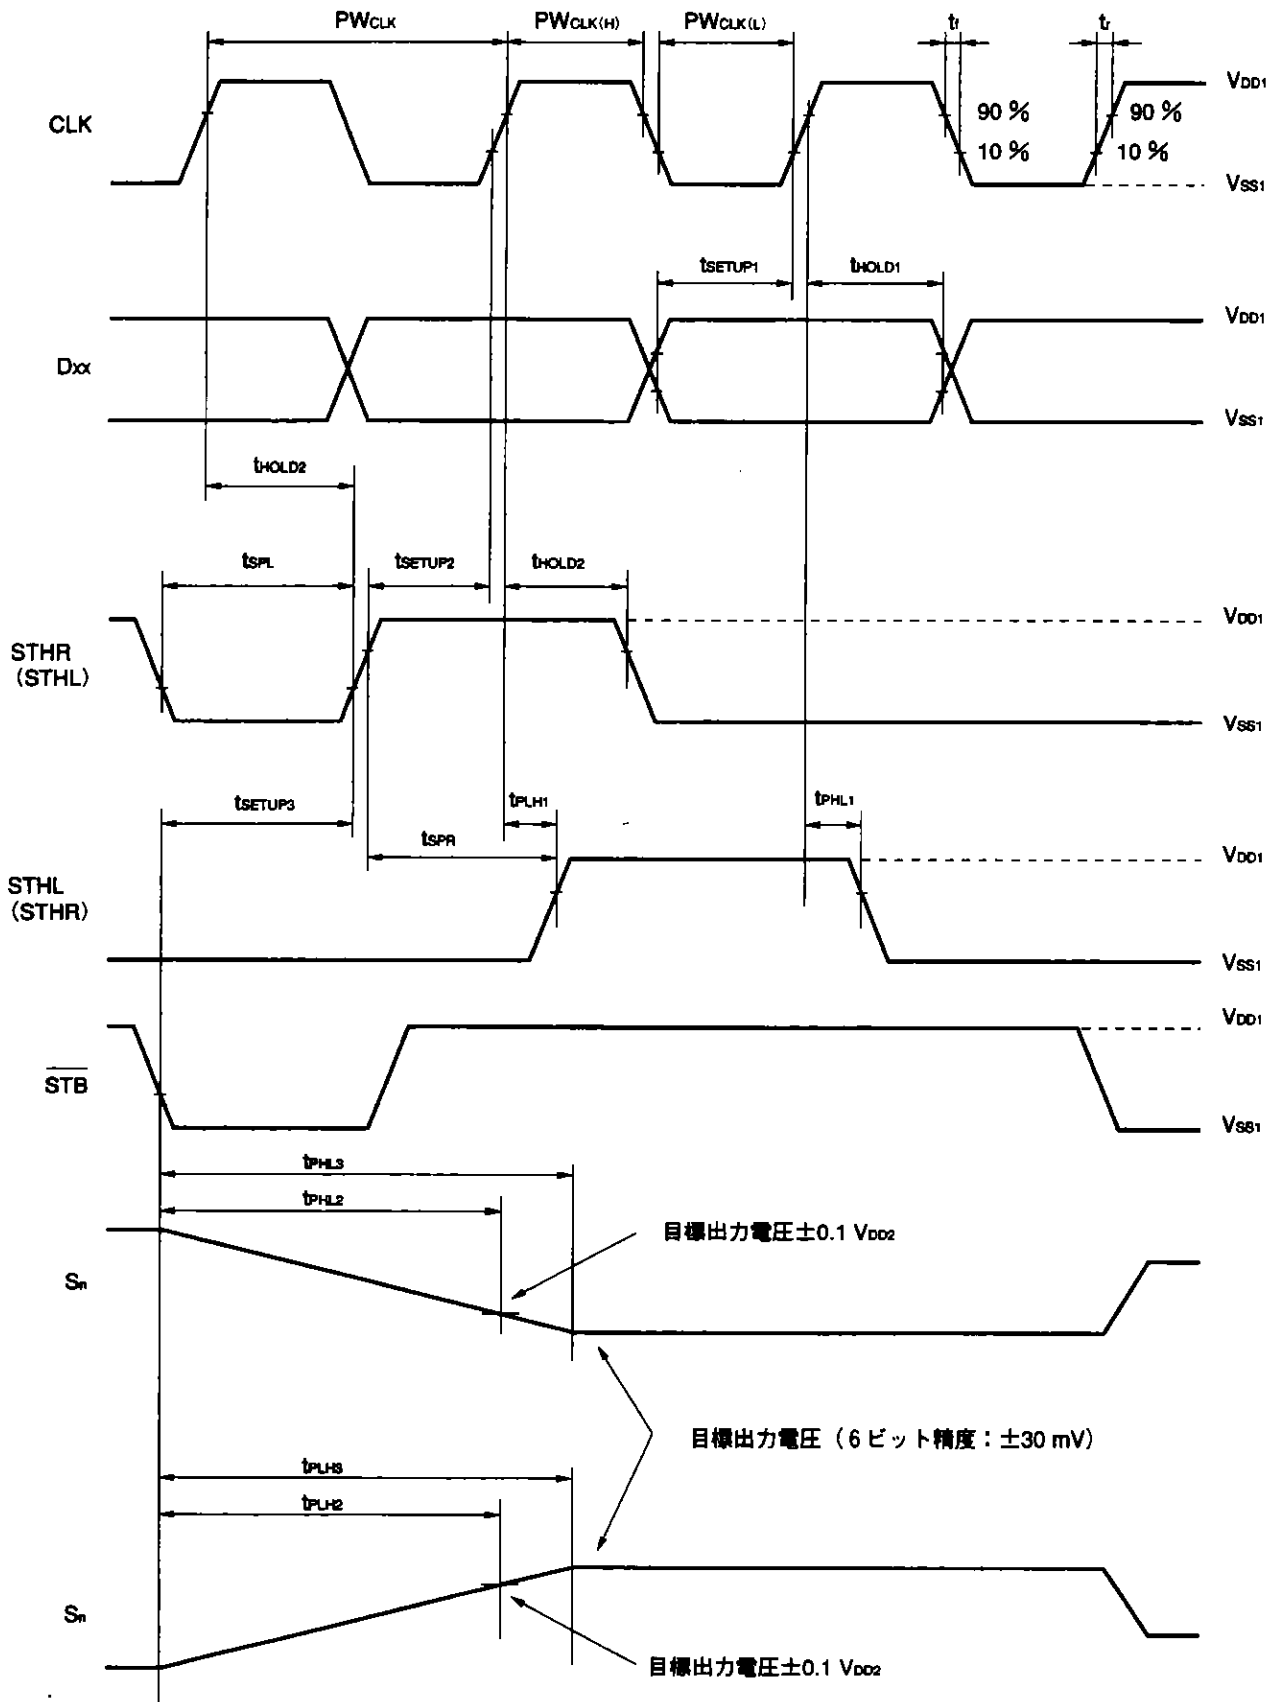 PWCLK PWCLK(H) PWCLK(L) tf tr
VDD1
CLK
90 % 90 %
10 % 10 %
VSS1
tSETUP1 tHOLD1
VDD1
Dxx
VSS1
tHOLD2
tSPL tSETUP2 tHOLD2
VDD1
STHR
(STHL)
VSS1
tSETUP3 tPLH1 tPHL1
tSPR
VDD1
STHL
(STHR)
VSS1
VDD1
STB
VSS1
tPHL3
tPHL2
目標出力電圧±0.1 VDD2
Sn
目標出力電圧(6ビット精度:±30 mV)
tPLH3
tPLH2
Sn
目標出力電圧±0.1 VDD2